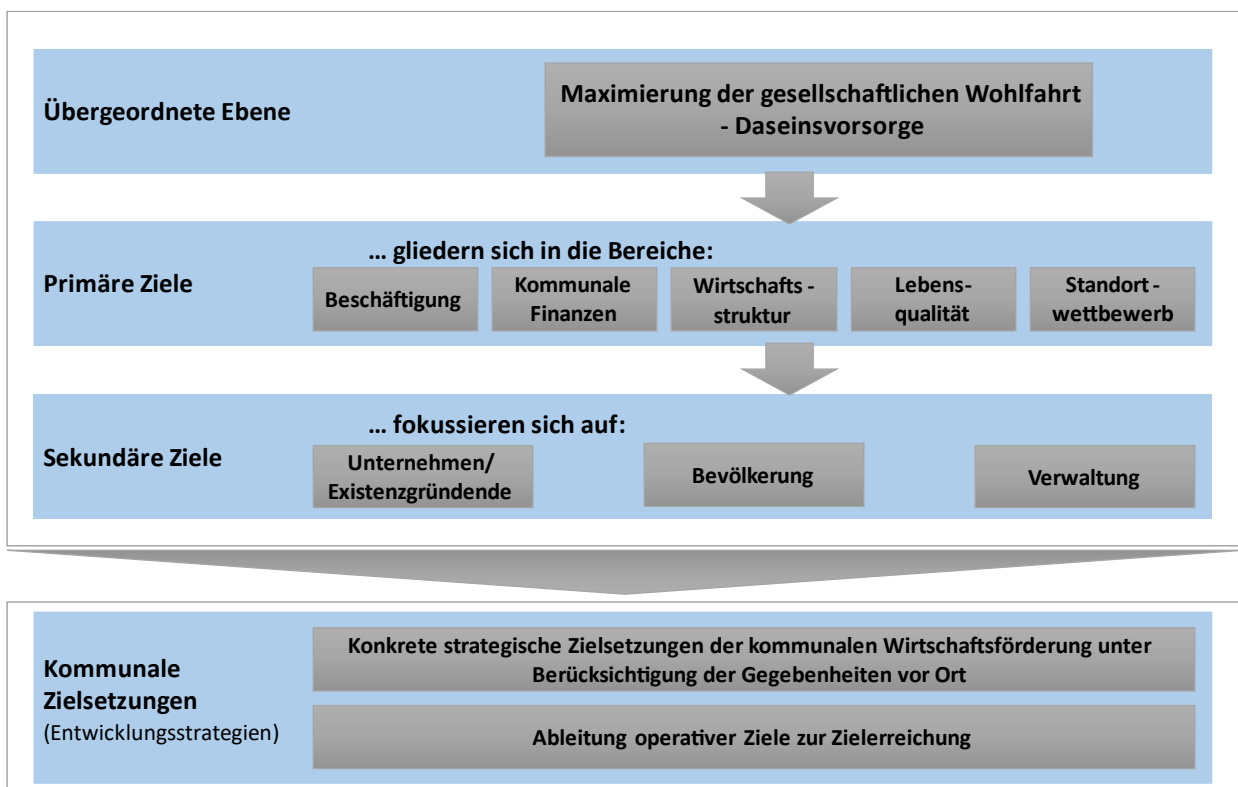 Übergeordnete Ebene
Maximierung der gesellschaftlichen Wohlfahrt
- Daseinsvorsorge
Primäre Ziele
... gliedern sich in die Bereiche:
Beschäftigung
Kommunale
Finanzen
Wirtschafts -
struktur
Lebens-
qualität
Standort -
wettbewerb
Sekundäre Ziele
... fokussieren sich auf:
Unternehmen/
Existenzgründende
Bevölkerung
Verwaltung
Kommunale
Zielsetzungen
(Entwicklungsstrategien)
Konkrete strategische Zielsetzungen der kommunalen Wirtschaftsförderung unter
Berücksichtigung der Gegebenheiten vor Ort
Ableitung operativer Ziele zur Zielerreichung